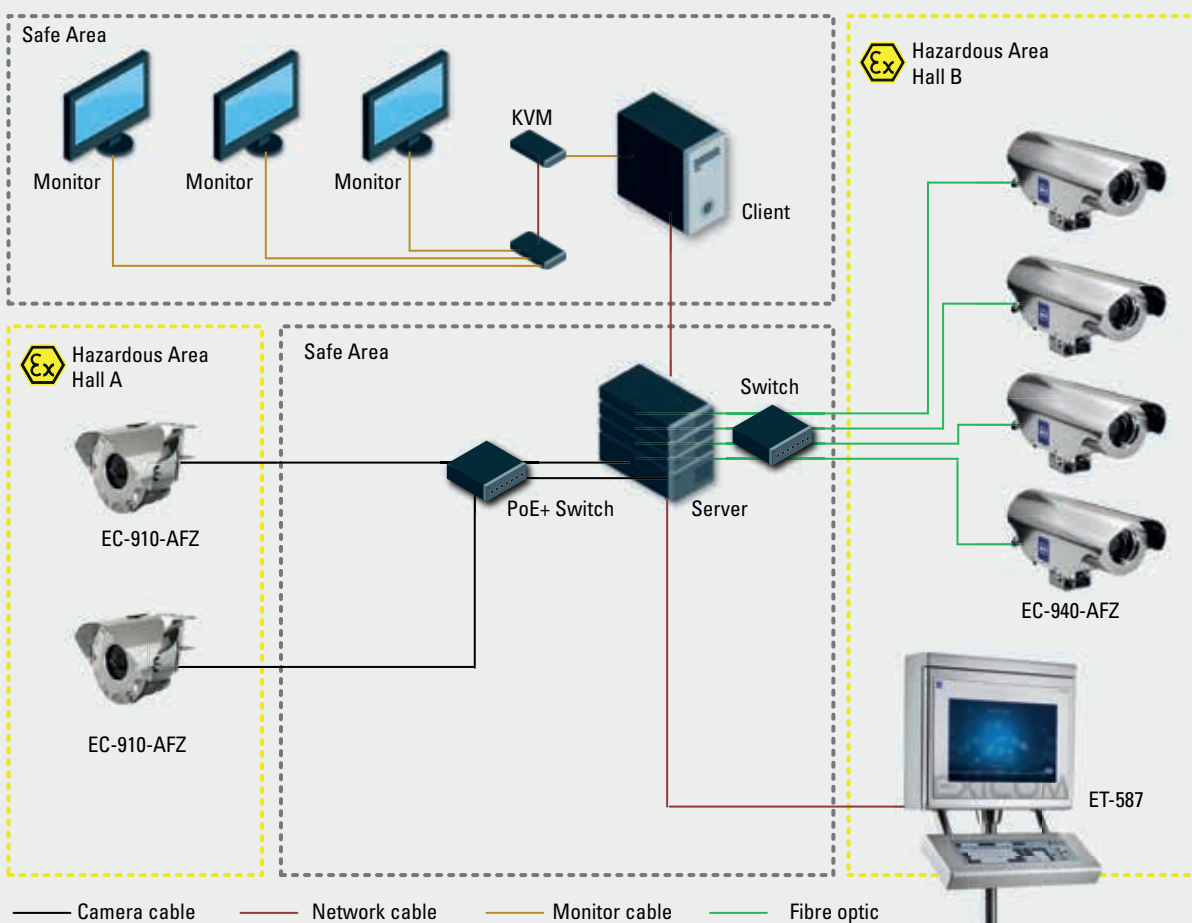 Safe Area
Monitor
Monitor
Monitor
KVM
Client
Ex
Hazardous Area
Hall B
Ex
Hazardous Area
Hall A
EC-910-AFZ
EC-910-AFZ
Safe Area
PoE+ Switch
Server
Switch
EC-940-AFZ
EXICOM
ET-587
Camera cable
Network cable
Monitor cable
Fibre optic